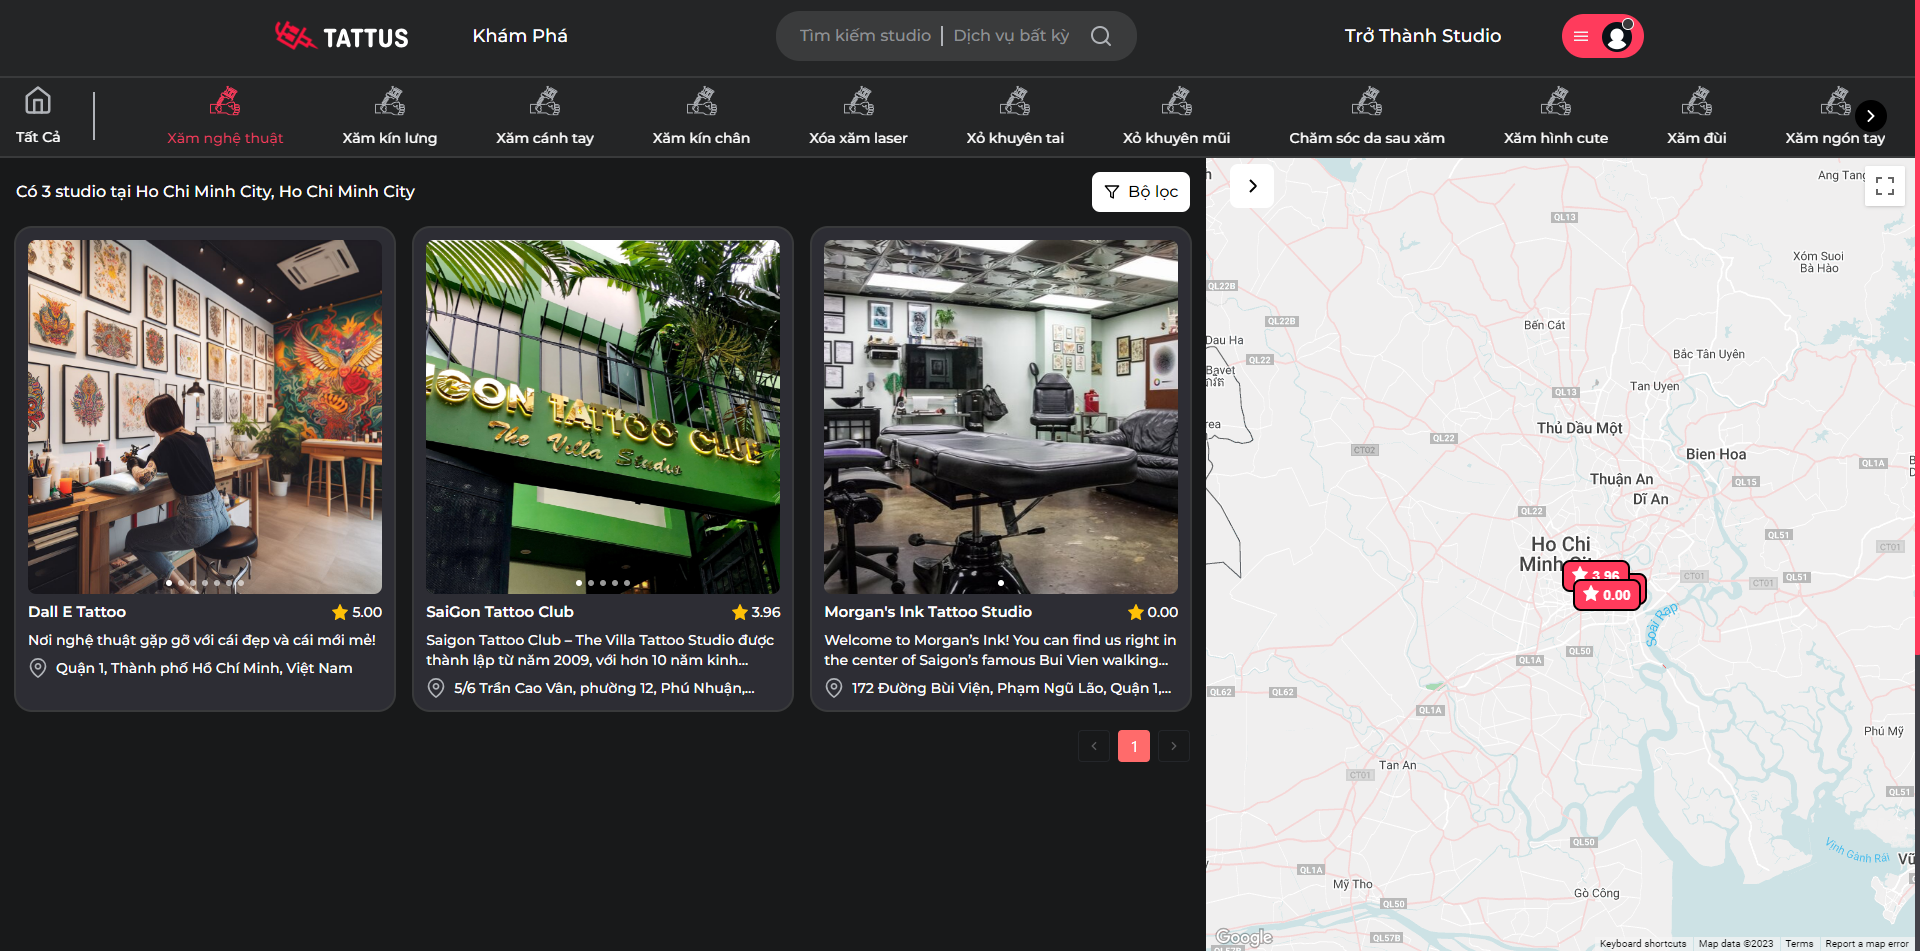 TATTUS
Khám Phá
Tìm kiếm studio | Dịch vụ bất kỳ
Trở Thành Studio
Tất Cả
Xăm nghệ thuật
Xăm kín lưng
Xăm cánh tay
Xăm kín chân
Xóa xăm laser
Xỏ khuyên tai
Xỏ khuyên mũi
Chăm sóc da sau xăm
Xăm hình cute
Xăm đùi
Xăm ngón tay
Có 3 studio tại Ho Chi Minh City, Ho Chi Minh City
Bộ lọc
TATTOO CLUB
The Villa Studio
Dall E Tattoo
5.00
Nơi nghệ thuật gặp gỡ với cái đẹp và cái mới mẻ!
Quận 1, Thành phố Hồ Chí Minh, Việt Nam
SaiGon Tattoo Club
3.96
Saigon Tattoo Club – The Villa Tattoo Studio được
thành lập từ năm 2009, với hơn 10 năm kinh...
5/6 Trần Cao Vân, phường 12, Phú Nhuận,...
Morgan's Ink Tattoo Studio
0.00
Welcome to Morgan's Ink! You can find us right in
the center of Saigon's famous Bui Vien walking...
172 Đường Bùi Viện, Phạm Ngũ Lão, Quận 1,...
1
Ang Tang
QL13
Xóm Suoi
Bà Hào
QL22B
QL22B
Bến Cát
Dau Ha
Bắc Tân Uyên
QL22
Bavet
Tan Uyen
QL13
Thủ Dầu Một
QL22
CT02
Bien Hoa
QL1A
Thuận An
QL15
Dĩ An
QL22
QL51
Ho Chi
Minh City
CT01
3.96
CT01
CT01
QL51
0.00
Soài Rạp
QL50
QL1A
QL62
QL62
QL1A
Phú Mỹ
Tan An
CT01
QL51
QL50
Vịnh Gành Rái
Vũ
QL1A
Mỹ Tho
Gò Công
QL50
QL50
Google
Keyboard shortcuts
Map data ©2023
Terms
Report a map error